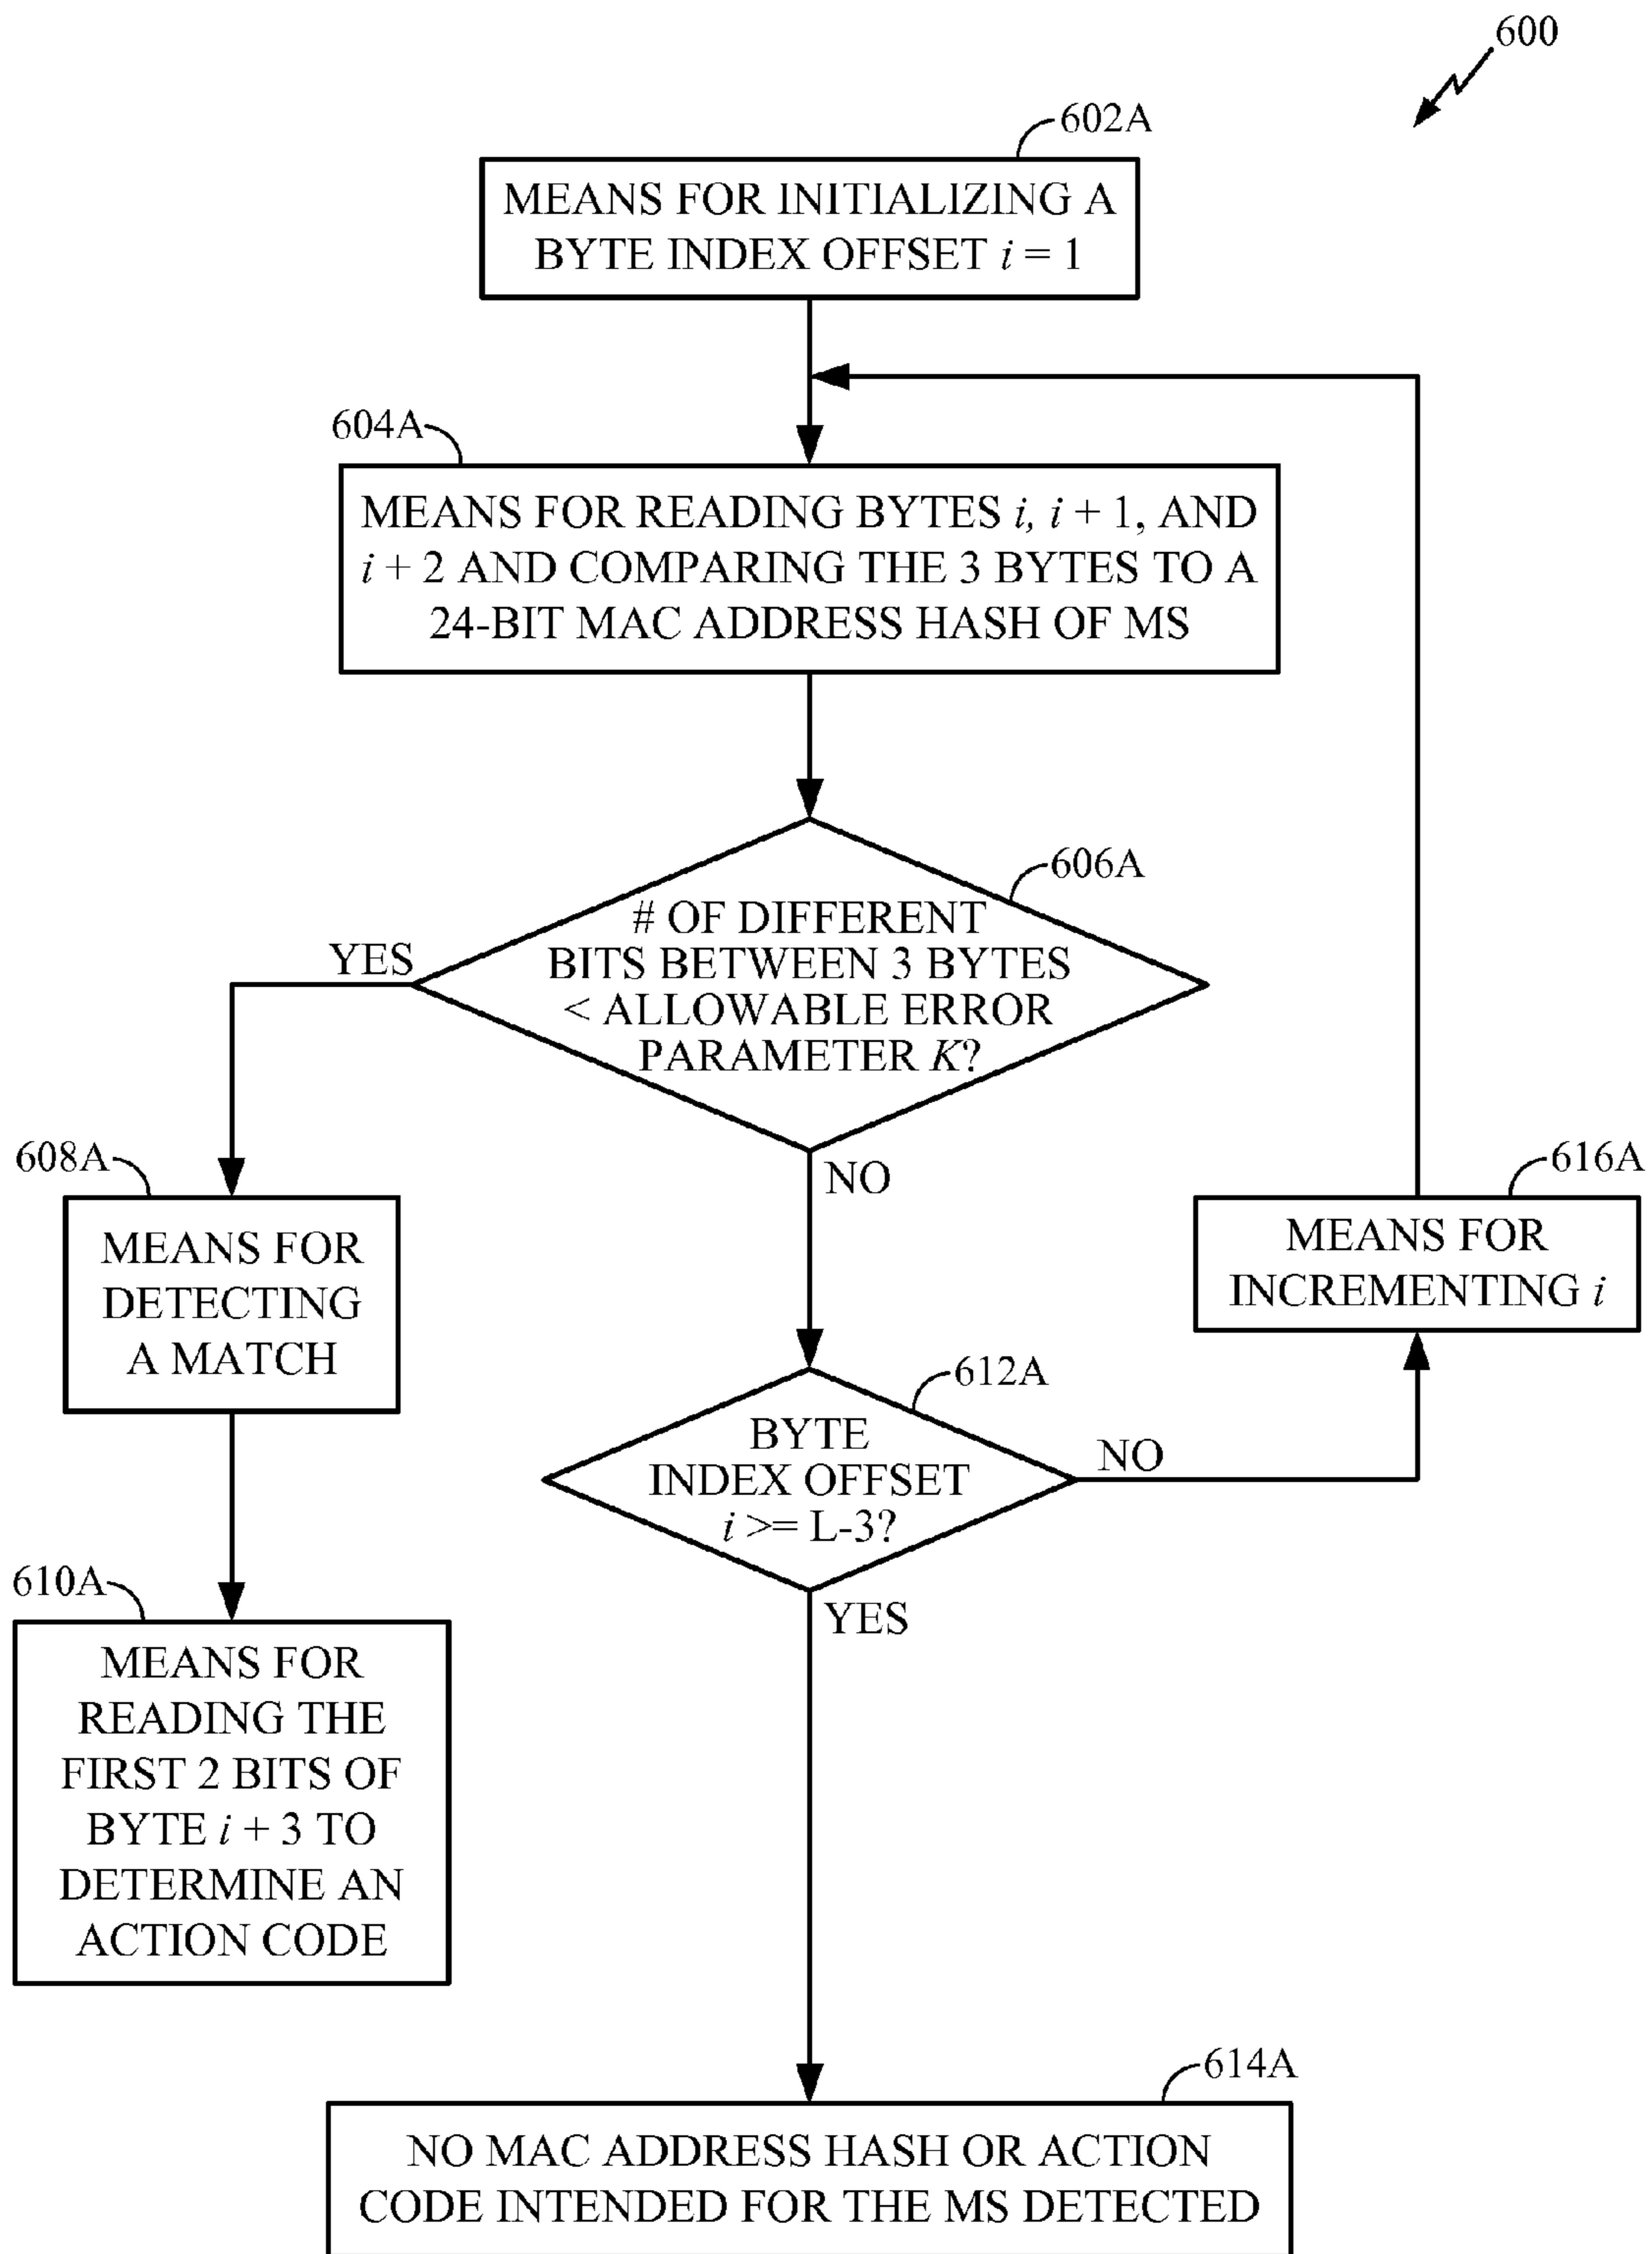 600
602A
MEANS FOR INITIALIZING A
BYTE INDEX OFFSET i = 1
604A
MEANS FOR READING BYTES i, i + 1, AND
i + 2 AND COMPARING THE 3 BYTES TO A
24-BIT MAC ADDRESS HASH OF MS
606A
# OF DIFFERENT
BITS BETWEEN 3 BYTES
< ALLOWABLE ERROR
PARAMETER K?
YES
NO
608A
MEANS FOR
DETECTING
A MATCH
616A
MEANS FOR
INCREMENTING i
612A
BYTE
INDEX OFFSET
i >= L-3?
NO
YES
610A
MEANS FOR
READING THE
FIRST 2 BITS OF
BYTE i + 3 TO
DETERMINE AN
ACTION CODE
614A
NO MAC ADDRESS HASH OR ACTION
CODE INTENDED FOR THE MS DETECTED